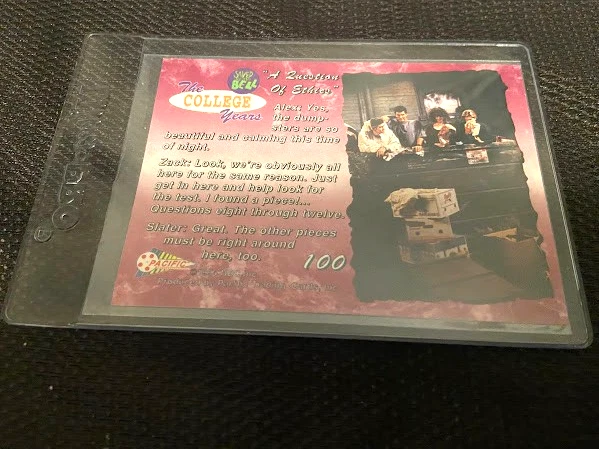 SAVED
BY THE
BELL
The
COLLEGE
Years
"A Question
Of Ethics"
Alex: Yes,
the dump-
sters are so
beautiful and calming this time
of night.
Zack: Look, we're obviously all
here for the same reason. Just
get in here and help look for
the test. I found a piece!...
Questions eight through twelve.
Slater: Great. The other pieces
must be right around
here, too.
100
PACIFIC